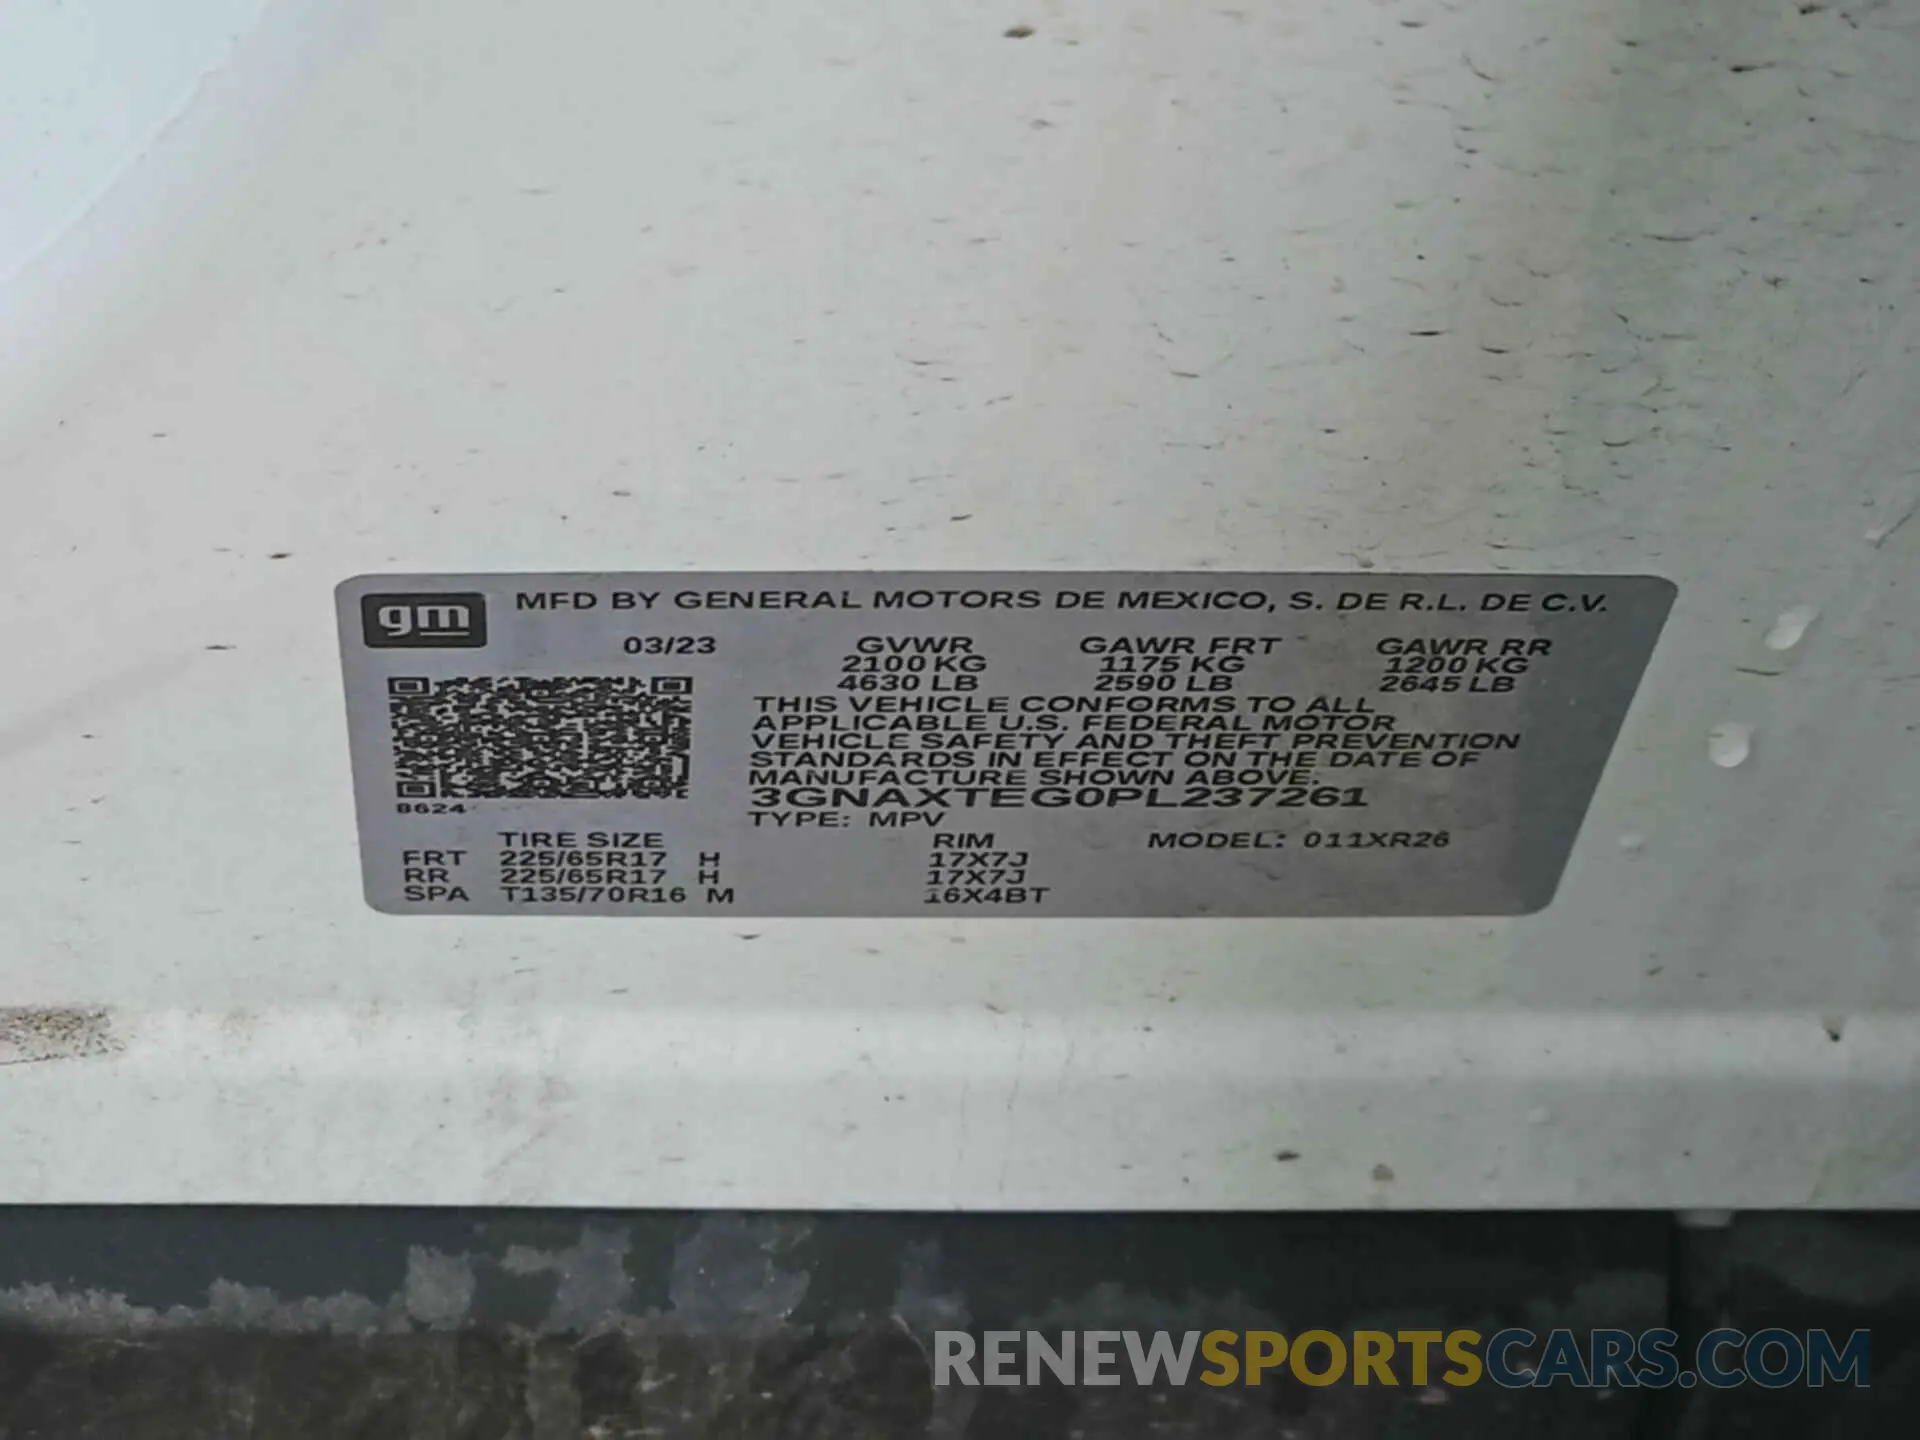 gm
MFD BY GENERAL MOTORS DE MEXICO, S. DE R.L. DE C.V.
03/23 GVWR GAWR FRT GAWR RR
2100 KG 1175 KG 1200 KG
4630 LB 2590 LB 2645 LB
THIS VEHICLE CONFORMS TO ALL
APPLICABLE U.S. FEDERAL MOTOR
VEHICLE SAFETY AND THEFT PREVENTION
STANDARDS IN EFFECT ON THE DATE OF
MANUFACTURE SHOWN ABOVE.
3GNAXTEG0PL237261
8624
TYPE: MPV
TIRE SIZE RIM MODEL: 011XR26
FRT 225/65R17 H 17X7J
RR 225/65R17 H 17X7J
SPA T135/70R16 M 16X4BT
RENEWSPORTSCARS.COM